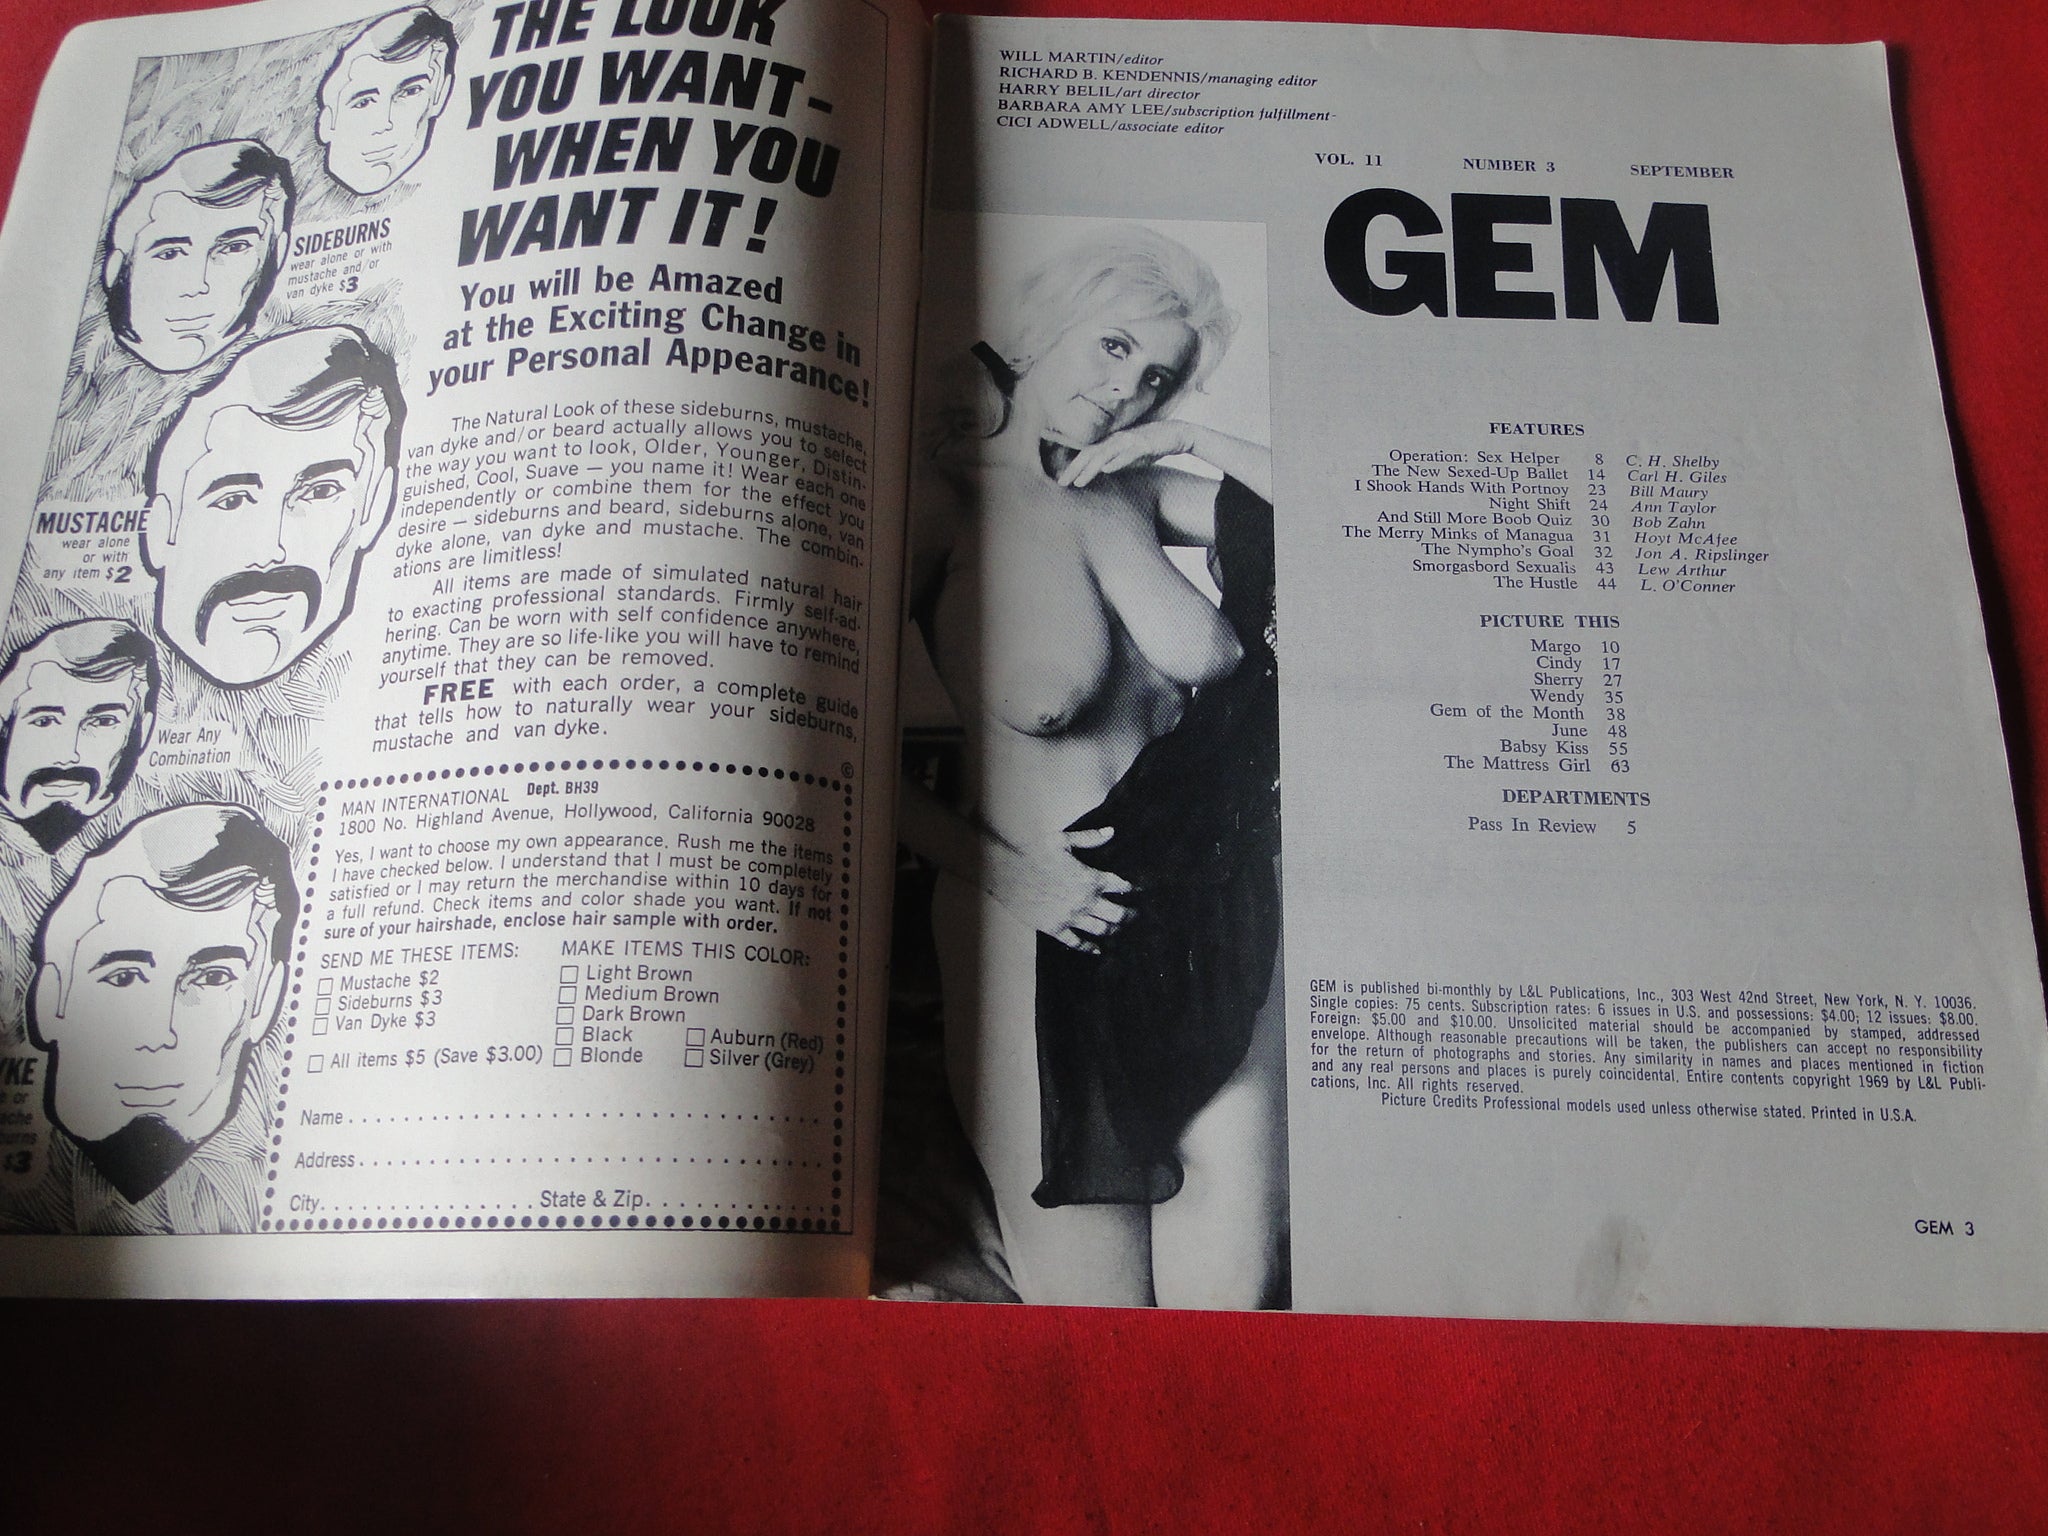 THE LOOK
YOU WANT-
WHEN YOU
WANT IT!
You will be Amazed
at the Exciting Change in
your Personal Appearance!
The Natural Look of these sideburns, mustache,
van dyke and/or beard actually allows you to select
the way you want to look, Older, Younger, Distin-
guished, Cool, Suave — you name it! Wear each one
independently or combine them for the effect you
desire — sideburns and beard, sideburns alone, van
dyke alone, van dyke and mustache. The combin-
ations are limitless!
All items are made of simulated natural hair
to exacting professional standards. Firmly self-ad-
hering. Can be worn with self confidence anywhere,
anytime. They are so life-like you will have to remind
yourself that they can be removed.
FREE with each order, a complete guide
that tells how to naturally wear your sideburns,
mustache and van dyke.
SIDEBURNS
wear alone or with
mustache and/or
van dyke $3
MUSTACHE
wear alone
or with
any item $2
Wear Any
Combination
YKE
or
ache
burns
$3
©
MAN INTERNATIONAL Dept. BH39
1800 No. Highland Avenue, Hollywood, California 90028
Yes, I want to choose my own appearance. Rush me the items
I have checked below. I understand that I must be completely
satisfied or I may return the merchandise within 10 days for
a full refund. Check items and color shade you want. If not
sure of your hairshade, enclose hair sample with order.
SEND ME THESE ITEMS:
Mustache $2
Sideburns $3
Van Dyke $3
All items $5 (Save $3.00)
MAKE ITEMS THIS COLOR:
Light Brown
Medium Brown
Dark Brown
Black
Blonde
Auburn (Red)
Silver (Grey)
Name
Address
City State & Zip
WILL MARTIN/editor
RICHARD B. KENDENNIS/managing editor
HARRY BELIL/art director
BARBARA AMY LEE/subscription fulfillment-
CICI ADWELL/associate editor
VOL. 11 NUMBER 3 SEPTEMBER
GEM
FEATURES
Operation: Sex Helper 8 C. H. Shelby
The New Sexed-Up Ballet 14 Carl H. Giles
I Shook Hands With Portnoy 23 Bill Maury
Night Shift 24 Ann Taylor
And Still More Boob Quiz 30 Bob Zahn
The Merry Minks of Managua 31 Hoyt McAfee
The Nympho's Goal 32 Jon A. Ripslinger
Smorgasbord Sexualis 43 Lew Arthur
The Hustle 44 L. O'Conner
PICTURE THIS
Margo 10
Cindy 17
Sherry 27
Wendy 35
Gem of the Month 38
June 48
Babsy Kiss 55
The Mattress Girl 63
DEPARTMENTS
Pass In Review 5
GEM is published bi-monthly by L&L Publications, Inc., 303 West 42nd Street, New York, N. Y. 10036.
Single copies: 75 cents. Subscription rates: 6 issues in U.S. and possessions: $4.00; 12 issues: $8.00.
Foreign: $5.00 and $10.00. Unsolicited material should be accompanied by stamped, addressed
envelope. Although reasonable precautions will be taken, the publishers can accept no responsibility
for the return of photographs and stories. Any similarity in names and places mentioned in fiction
and any real persons and places is purely coincidental. Entire contents copyright 1969 by L&L Publi-
cations, Inc. All rights reserved.
Picture Credits Professional models used unless otherwise stated. Printed in U.S.A.
GEM 3